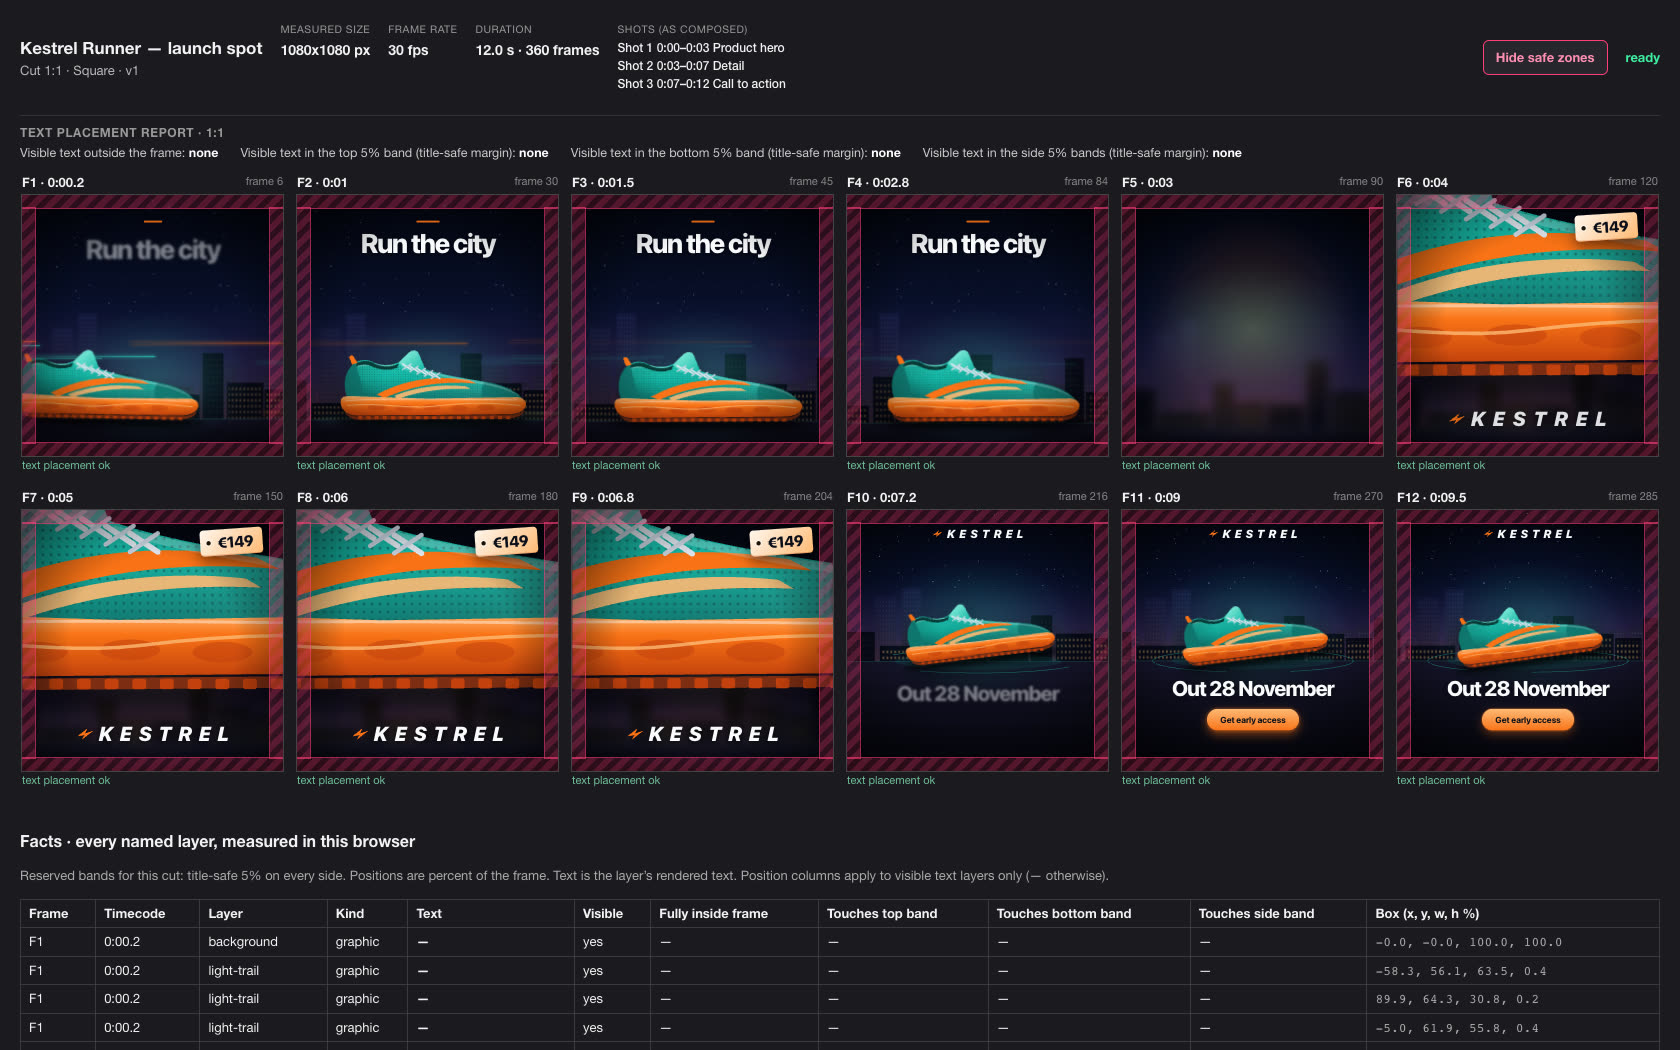 Kestrel Runner — launch spot
Cut 1:1 · Square · v1
MEASURED SIZE
1080x1080 px
FRAME RATE
30 fps
DURATION
12.0 s · 360 frames
SHOTS (AS COMPOSED)
Shot 1 0:00–0:03 Product hero
Shot 2 0:03–0:07 Detail
Shot 3 0:07–0:12 Call to action
Hide safe zones
ready
TEXT PLACEMENT REPORT · 1:1
Visible text outside the frame: none Visible text in the top 5% band (title-safe margin): none Visible text in the bottom 5% band (title-safe margin): none Visible text in the side 5% bands (title-safe margin): none
F1 · 0:00.2 frame 6
Run the city
text placement ok
F2 · 0:01 frame 30
Run the city
text placement ok
F3 · 0:01.5 frame 45
Run the city
text placement ok
F4 · 0:02.8 frame 84
Run the city
text placement ok
F5 · 0:03 frame 90
text placement ok
F6 · 0:04 frame 120
€149
KESTREL
text placement ok
F7 · 0:05 frame 150
€149
KESTREL
text placement ok
F8 · 0:06 frame 180
€149
KESTREL
text placement ok
F9 · 0:06.8 frame 204
€149
KESTREL
text placement ok
F10 · 0:07.2 frame 216
KESTREL
Out 28 November
text placement ok
F11 · 0:09 frame 270
KESTREL
Out 28 November
Get early access
text placement ok
F12 · 0:09.5 frame 285
KESTREL
Out 28 November
Get early access
text placement ok
Facts · every named layer, measured in this browser
Reserved bands for this cut: title-safe 5% on every side. Positions are percent of the frame. Text is the layer's rendered text. Position columns apply to visible text layers only (— otherwise).
Frame Timecode Layer Kind Text Visible Fully inside frame Touches top band Touches bottom band Touches side band Box (x, y, w, h %)
F1 0:00.2 background graphic — yes — — — — -0.0, -0.0, 100.0, 100.0
F1 0:00.2 light-trail graphic — yes — — — — -58.3, 56.1, 63.5, 0.4
F1 0:00.2 light-trail graphic — yes — — — — 89.9, 64.3, 30.8, 0.2
F1 0:00.2 light-trail graphic — yes — — — — -5.0, 61.9, 55.8, 0.4